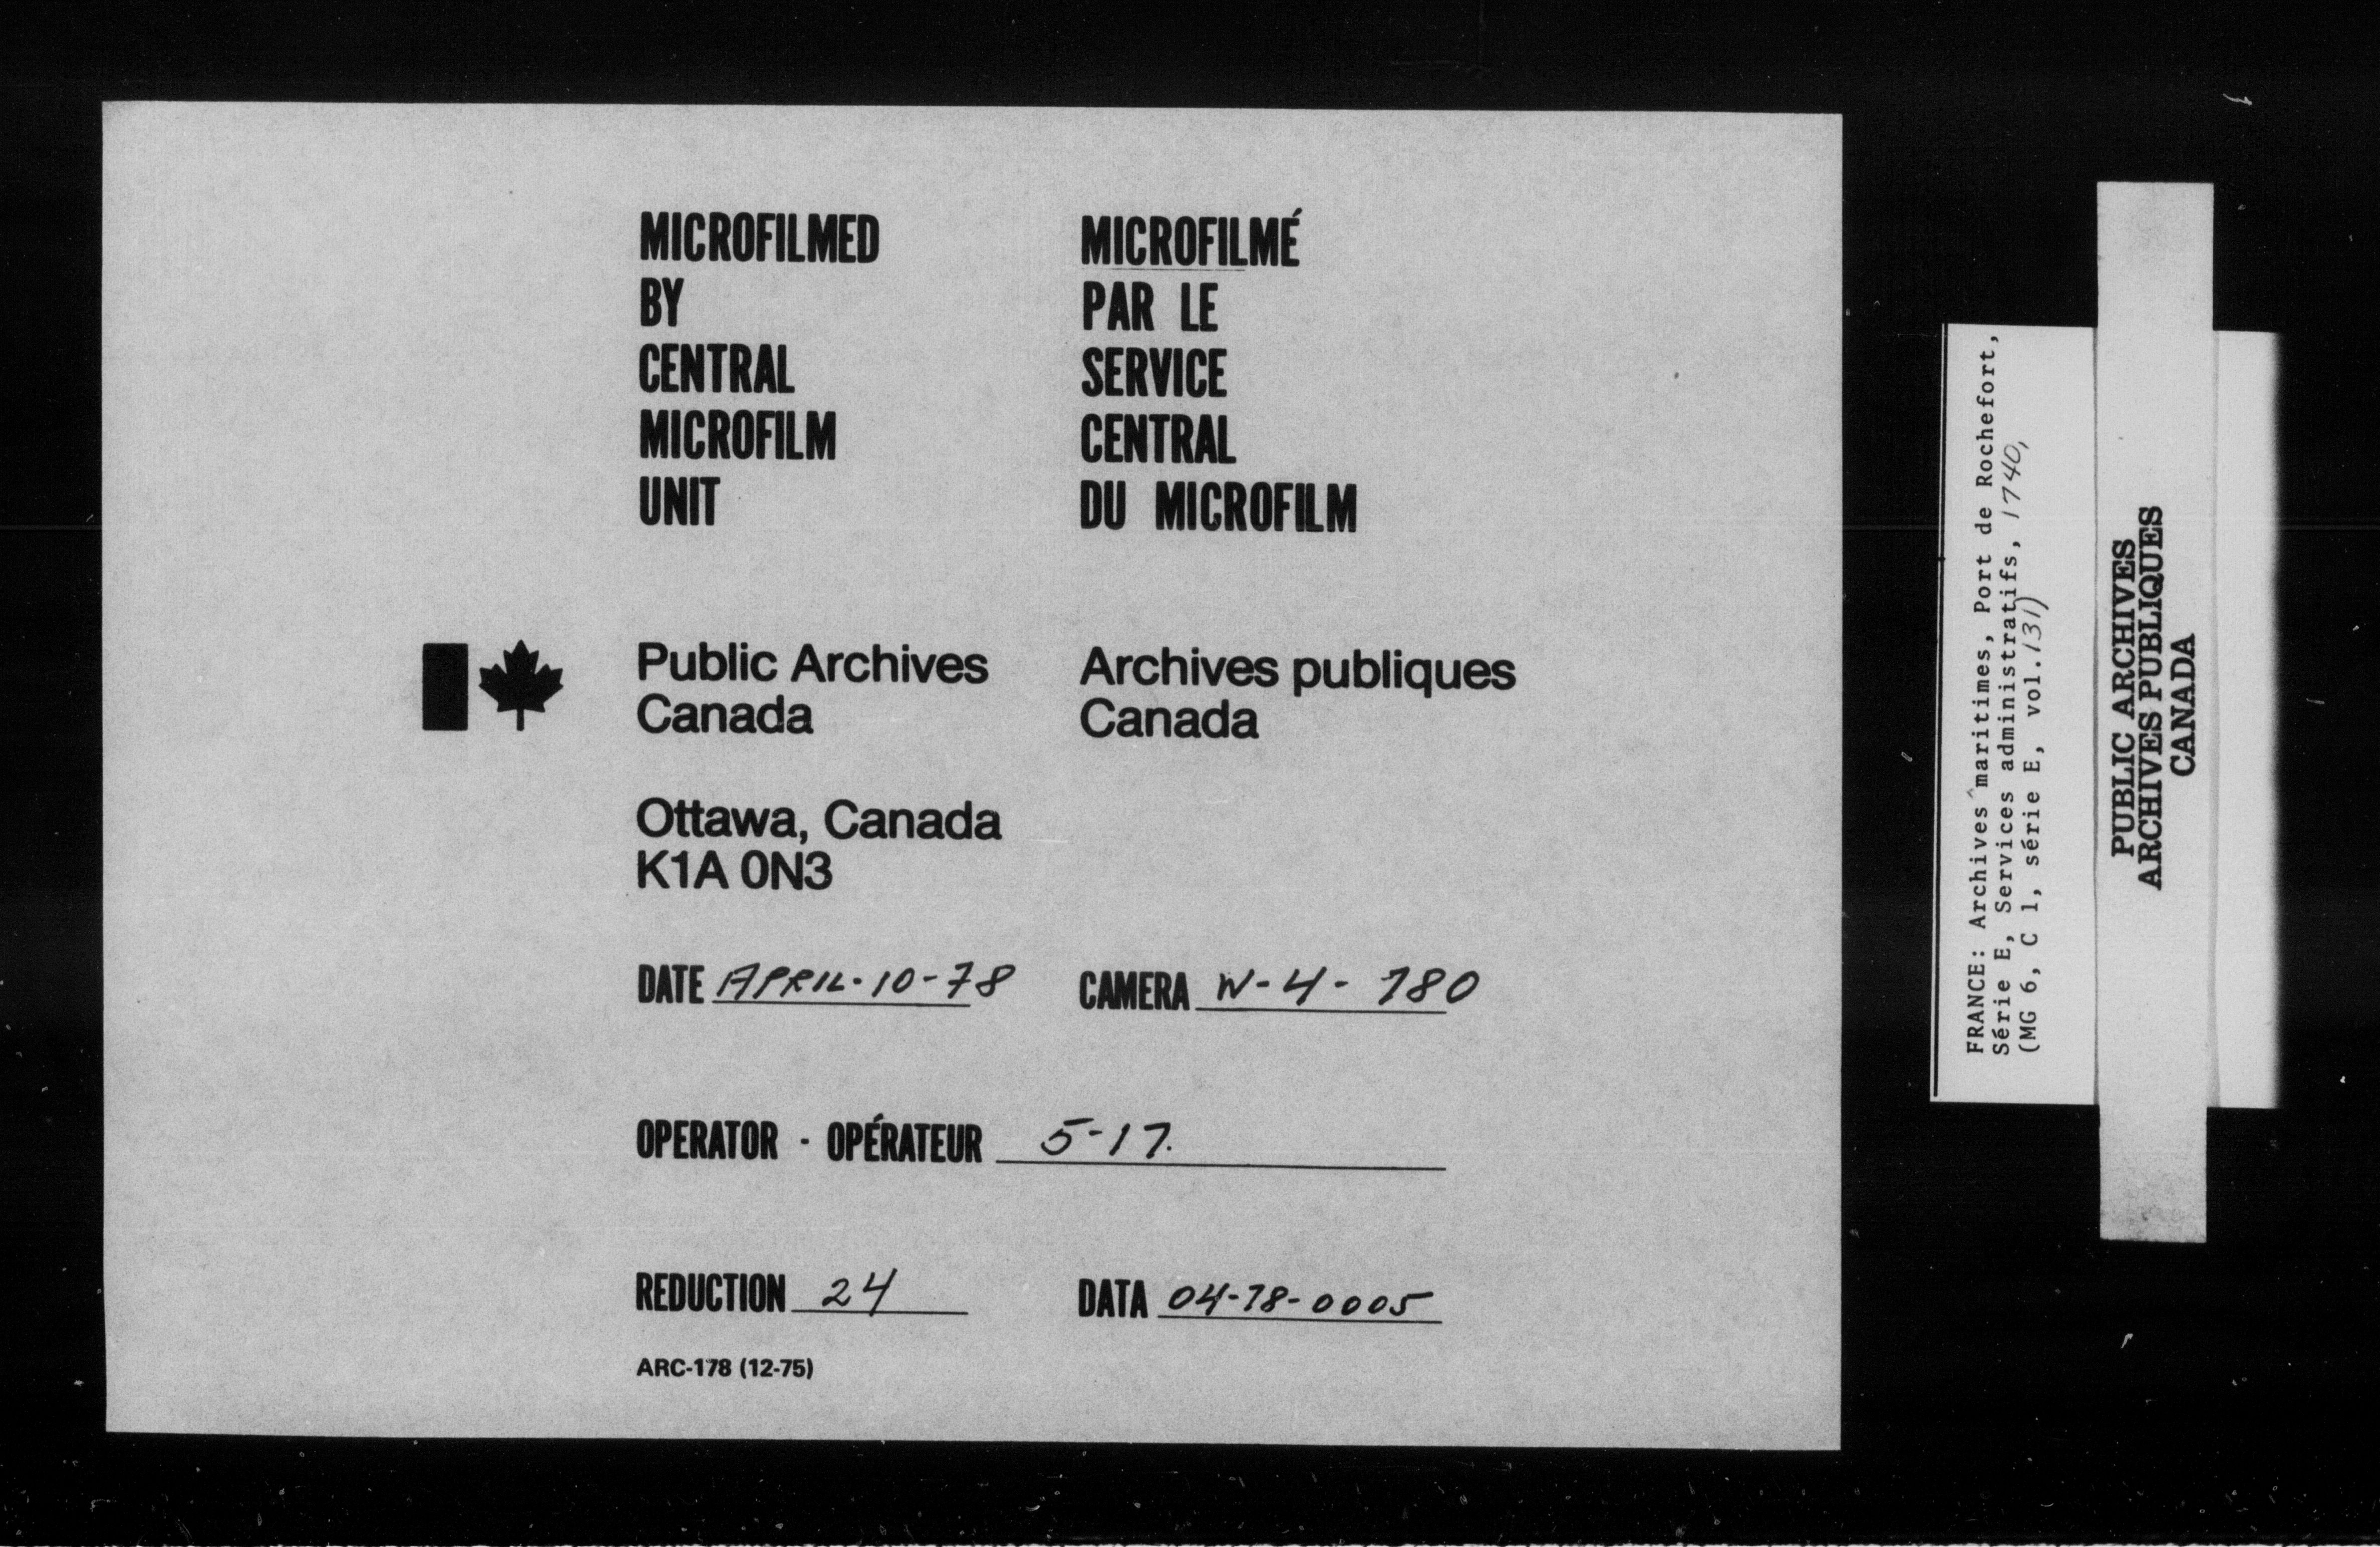 MICROFILMED
BY
CENTRAL
MICROFILM
UNIT
MICROFILMÉ
PAR LE
SERVICE
CENTRAL
DU MICROFILM
Public Archives
Canada
Archives publiques
Canada
Ottawa, Canada
K1A 0N3
DATE APRIL-10-78
CAMERA W-4-780
OPERATOR - OPÉRATEUR 5-17.
REDUCTION 24
DATA 04-78-0005
ARC-178 (12-75)
FRANCE: Archives maritimes, Port de Rochefort,
Série E, Services administratifs, 1740,
(MG 6, C 1, série E, vol.131)
PUBLIC ARCHIVES
ARCHIVES PUBLIQUES
CANADA